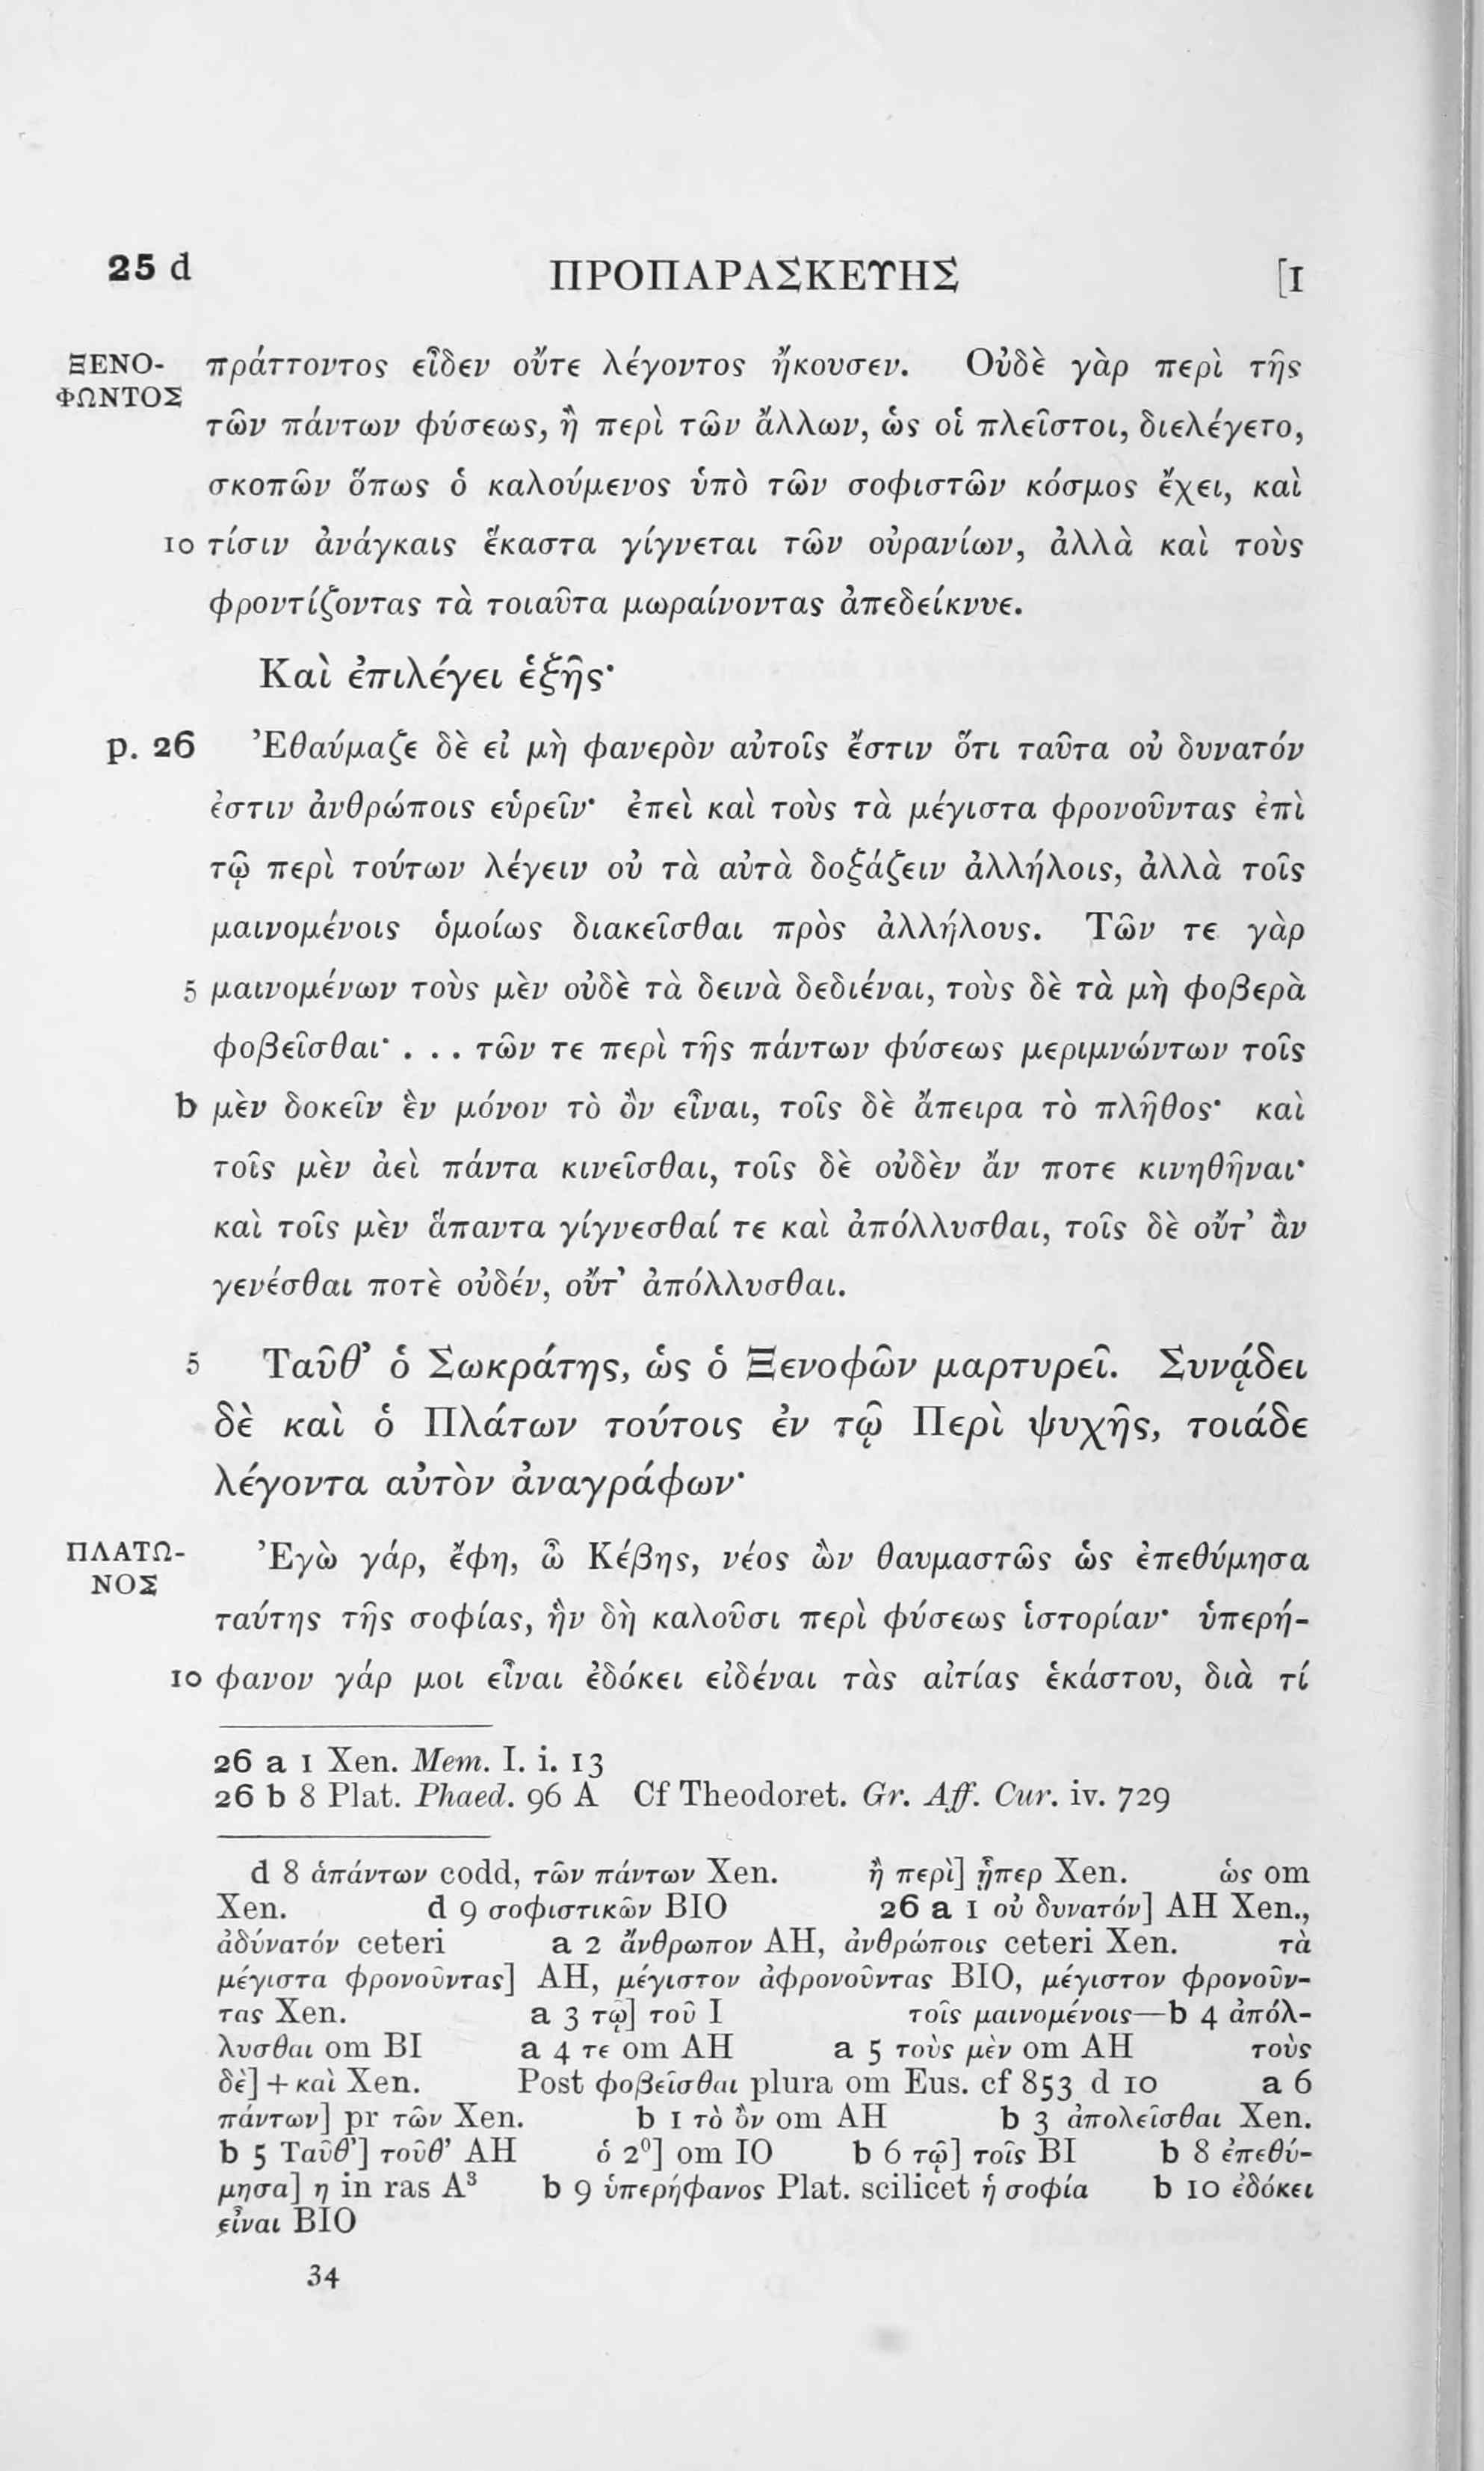 25 d ΠΡΟΠΑΡΑΣΚΕΥΗΣ [I
ΞΕΝΟ- πράττοντος εἶδεν οὔτε λέγοντος ἤκουσεν. Οὐδὲ γὰρ περὶ τῆς
ΦΩΝΤΟΣ
τῶν πάντων φύσεως, ἢ περὶ τῶν ἄλλων, ὡς οἱ πλεῖστοι, διελέγετο,
σκοπῶν ὅπως ὁ καλούμενος ὑπὸ τῶν σοφιστῶν κόσμος ἔχει, καὶ
10 τίσιν ἀνάγκαις ἕκαστα γίγνεται τῶν οὐρανίων, ἀλλὰ καὶ τοὺς
φροντίζοντας τὰ τοιαῦτα μωραίνοντας ἀπεδείκνυε.
Καὶ ἐπιλέγει ἑξῆς·
p. 26 Ἐθαύμαζε δὲ εἰ μὴ φανερὸν αὐτοῖς ἔστιν ὅτι ταῦτα οὐ δυνατόν
ἐστιν ἀνθρώποις εὑρεῖν· ἐπεὶ καὶ τοὺς τὰ μέγιστα φρονοῦντας ἐπὶ
τῷ περὶ τούτων λέγειν οὐ τὰ αὐτὰ δοξάζειν ἀλλήλοις, ἀλλὰ τοῖς
μαινομένοις ὁμοίως διακεῖσθαι πρὸς ἀλλήλους. Τῶν τε γὰρ
5 μαινομένων τοὺς μὲν οὐδὲ τὰ δεινὰ δεδιέναι, τοὺς δὲ τὰ μὴ φοβερὰ
φοβεῖσθαι· . . . τῶν τε περὶ τῆς πάντων φύσεως μεριμνώντων τοῖς
b μὲν δοκεῖν ἓν μόνον τὸ ὂν εἶναι, τοῖς δὲ ἄπειρα τὸ πλῆθος· καὶ
τοῖς μὲν ἀεὶ πάντα κινεῖσθαι, τοῖς δὲ οὐδὲν ἄν ποτε κινηθῆναι·
καὶ τοῖς μὲν ἅπαντα γίγνεσθαί τε καὶ ἀπόλλυσθαι, τοῖς δὲ οὔτ’ ἂν
γενέσθαι ποτὲ οὐδέν, οὔτ’ ἀπόλλυσθαι.
5 Ταῦθ’ ὁ Σωκράτης, ὡς ὁ Ξενοφῶν μαρτυρεῖ. Συνᾴδει
δὲ καὶ ὁ Πλάτων τούτοις ἐν τῷ Περὶ ψυχῆς, τοιάδε
λέγοντα αὐτὸν ἀναγράφων·
ΠΛΑΤΩ- Ἐγὼ γάρ, ἔφη, ὦ Κέβης, νέος ὢν θαυμαστῶς ὡς ἐπεθύμησα
ΝΟΣ
ταύτης τῆς σοφίας, ἣν δὴ καλοῦσι περὶ φύσεως ἱστορίαν· ὑπερή-
10 φανον γάρ μοι εἶναι ἐδόκει εἰδέναι τὰς αἰτίας ἑκάστου, διὰ τί
26 a 1 Xen. Mem. I. i. 13
26 b 8 Plat. Phaed. 96 A Cf Theodoret. Gr. Aff. Cur. iv. 729
d 8 ἁπάντων codd, τῶν πάντων Xen. ἢ περὶ] ᾗπερ Xen. ὡς om
Xen. d 9 σοφιστικῶν BIO 26 a 1 οὐ δυνατόν] AH Xen.,
ἀδύνατόν ceteri a 2 ἄνθρωπον AH, ἀνθρώποις ceteri Xen. τὰ
μέγιστα φρονοῦντας] AH, μέγιστον ἀφρονοῦντας BIO, μέγιστον φρονοῦν-
τας Xen. a 3 τῷ] τοῦ I τοῖς μαινομένοις—b 4 ἀπόλ-
λυσθαι om BI a 4 τε om AH a 5 τοὺς μὲν om AH τοὺς
δὲ] + καὶ Xen. Post φοβεῖσθαι plura om Eus. cf 853 d 10 a 6
πάντων] pr τῶν Xen. b 1 τὸ ὂν om AH b 3 ἀπολεῖσθαι Xen.
b 5 Ταῦθ’] τοῦθ’ AH ὁ 2⁰] om IO b 6 τῷ] τοῖς BI b 8 ἐπεθύ-
μησα] η in ras A³ b 9 ὑπερήφανος Plat. scilicet ἡ σοφία b 10 ἐδόκει
εἶναι BIO
34